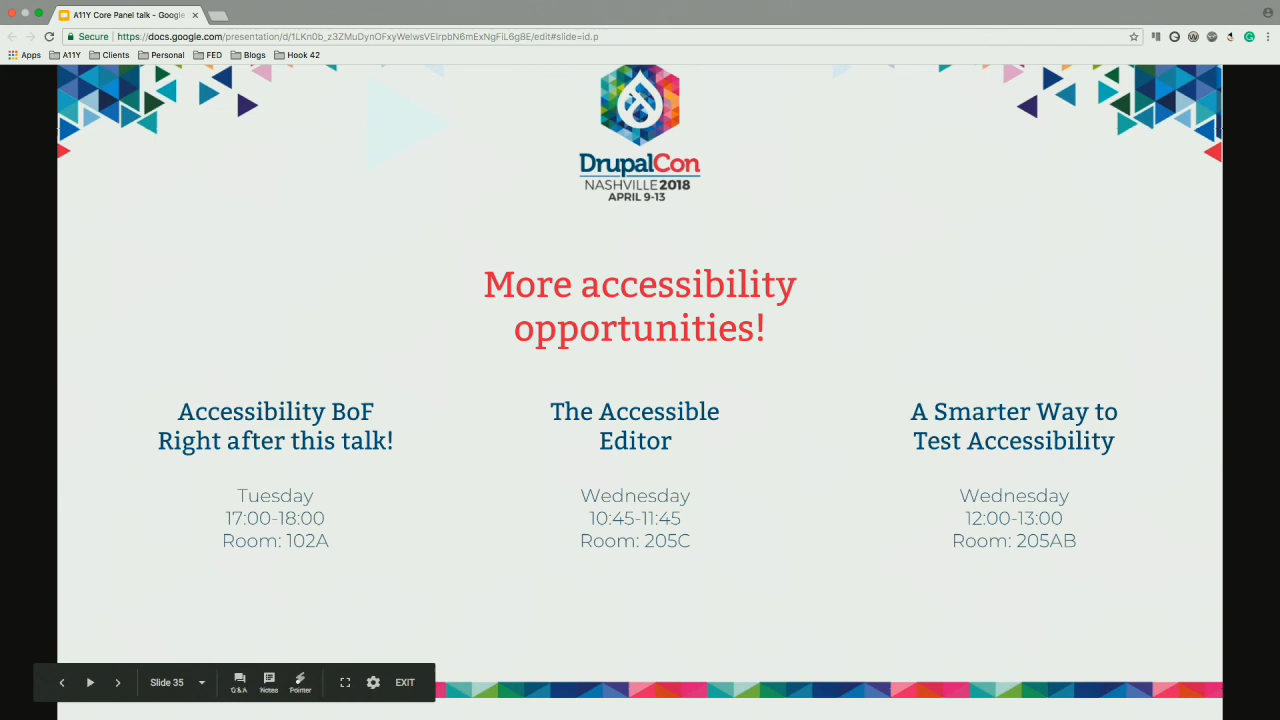 A11Y Core Panel talk - Google
Secure
https://docs.google.com/presentation/d/1LKn0b_z3ZMuDynOFxyWelwsVEIrpbN6mExNgFiL6g8E/edit#slide=id.p
Apps A11Y Clients Personal FED Blogs Hook 42
DrupalCon
NASHVILLE 2018
APRIL 9-13
More accessibility
opportunities!
Accessibility BoF
Right after this talk!
Tuesday
17:00-18:00
Room: 102A
The Accessible
Editor
Wednesday
10:45-11:45
Room: 205C
A Smarter Way to
Test Accessibility
Wednesday
12:00-13:00
Room: 205AB
Slide 35 Q&A Notes Pointer EXIT